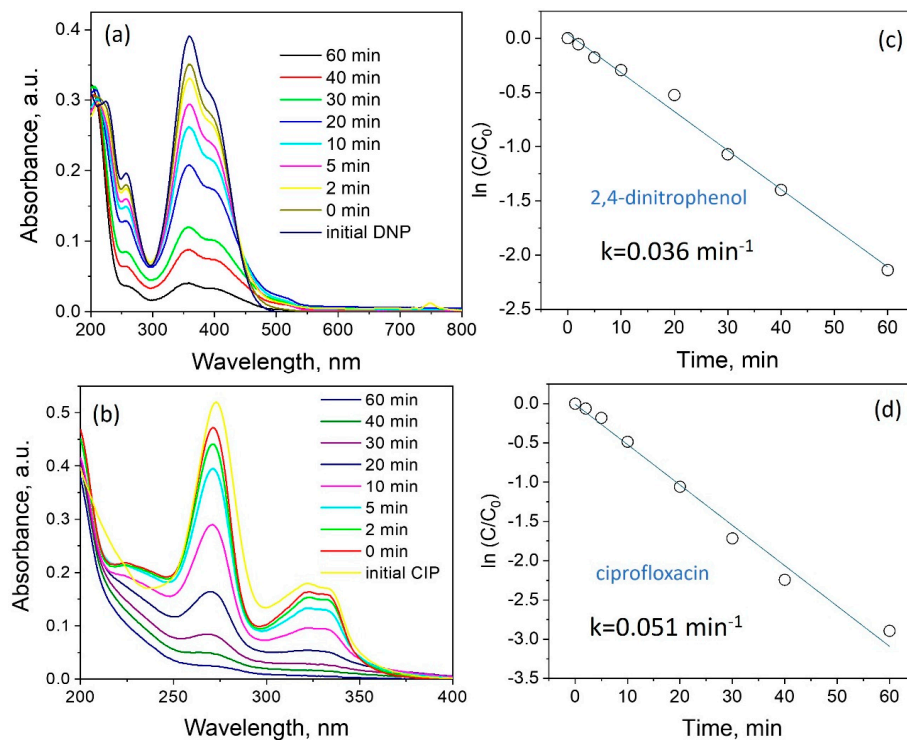 (a)
0.4
0.3
0.2
0.1
0.0
Absorbance, a.u.
60 min
40 min
30 min
20 min
10 min
5 min
2 min
0 min
initial DNP
200 300 400 500 600 700 800
Wavelength, nm
(c)
0.0
-0.5
-1.0
-1.5
-2.0
-2.5
ln (C/C₀)
2,4-dinitrophenol
k=0.036 min⁻¹
0 10 20 30 40 50 60
Time, min
(b)
0.5
0.4
0.3
0.2
0.1
0.0
Absorbance, a.u.
60 min
40 min
30 min
20 min
10 min
5 min
2 min
0 min
initial CIP
200 250 300 350 400
Wavelength, nm
(d)
0.0
-0.5
-1.0
-1.5
-2.0
-2.5
-3.0
-3.5
ln (C/C₀)
ciprofloxacin
k=0.051 min⁻¹
0 10 20 30 40 50 60
Time, min